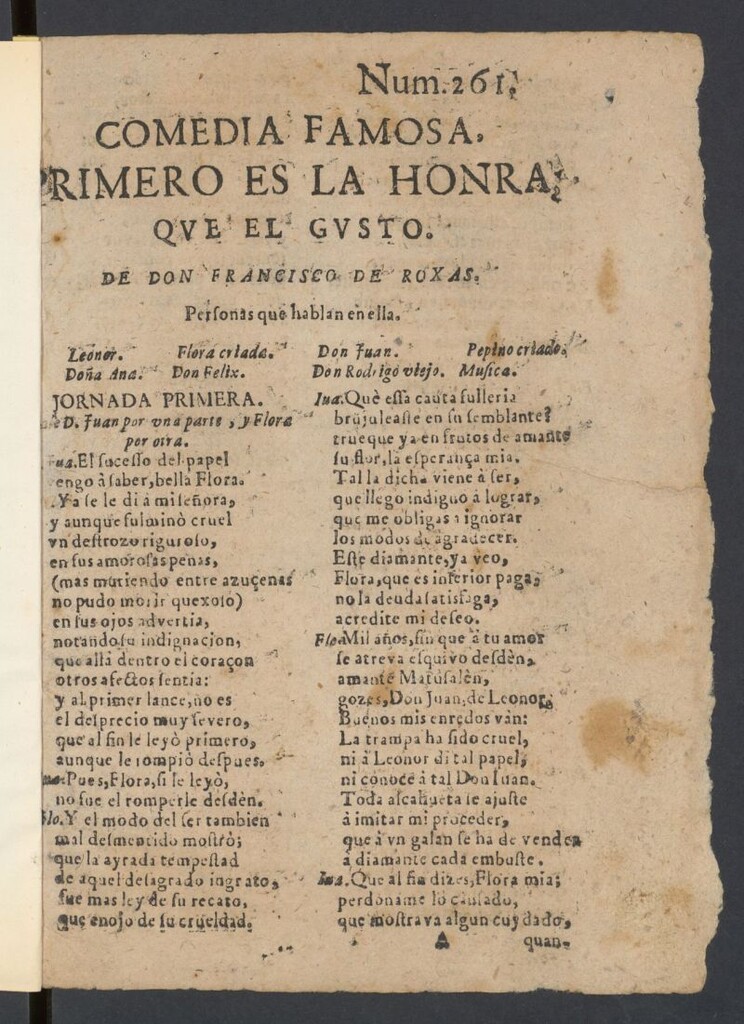 Num.261.
COMEDIA FAMOSA.
PRIMERO ES LA HONRA,
QVE EL GVSTO.
DE DON FRANCISCO DE ROXAS.
Perſonas que hablan en ella.
Leonor. Flora criada. Don Juan. Pepino criado.
Doña Ana. Don Felix. Don Rodrigo viejo. Musica.
JORNADA PRIMERA.
D. Juan por vna parte, y Flora
por otra.
Jua.El ſuceſſo del papel
engo à ſaber, bella Flora.
.Ya ſe le di à mi ſeñora,
y aunque fulminò cruel
vn deſtrozo riguroſo,
en ſus amoroſas penas,
(mas mutiendo entre azuçenas
no pudo morir quexoſo)
en ſus ojos advertia,
notando ſu indignacion,
que allà dentro el coraçon
otros afectos ſentia:
y al primer lance, no es
el deſprecio muy ſevero,
que al fin le leyò primero,
aunque le rompiò deſpues.
Jua.Pues, Flora, ſi le leyò,
no fue el romperle deſdèn.
Flo.Y el modo del ſer tambien
mal deſmentido moſtrò;
que la ayrada tempeſtad
de aquel deſagrado ingrato,
fue mas ley de ſu recato,
que enojo de ſu crueldad.
Jua.Què eſſa cauta fulleria
brujuleaſte en ſu ſemblante?
trueque ya en frutos de amante
ſu flor, la eſperança mia.
Tal la dicha viene à ſer,
que llego indigno à lograr,
que me obligas à ignorar
los modos de agradecer.
Eſte diamante, ya veo,
Flora, que es inferior paga,
no la deuda ſatisfaga,
acredite mi deſeo.
Flo.Mil años, ſin que à tu amor
ſe atreva eſquivo deſdèn,
amante Matuſalèn,
gozes, Don Juan, de Leonor.
Buenos mis enredos vàn:
La trampa ha ſido cruel,
ni à Leonor di tal papel,
ni conoce à tal Don Iuan.
Toda alcahueta ſe ajuſte
à imitar mi proceder,
que à vn galan ſe ha de vender
à diamante cada embuſte.
Jua.Que al fin dizes, Flora mia;
perdoname lo canſado,
que moſtrava algun cuydado,
A quan-